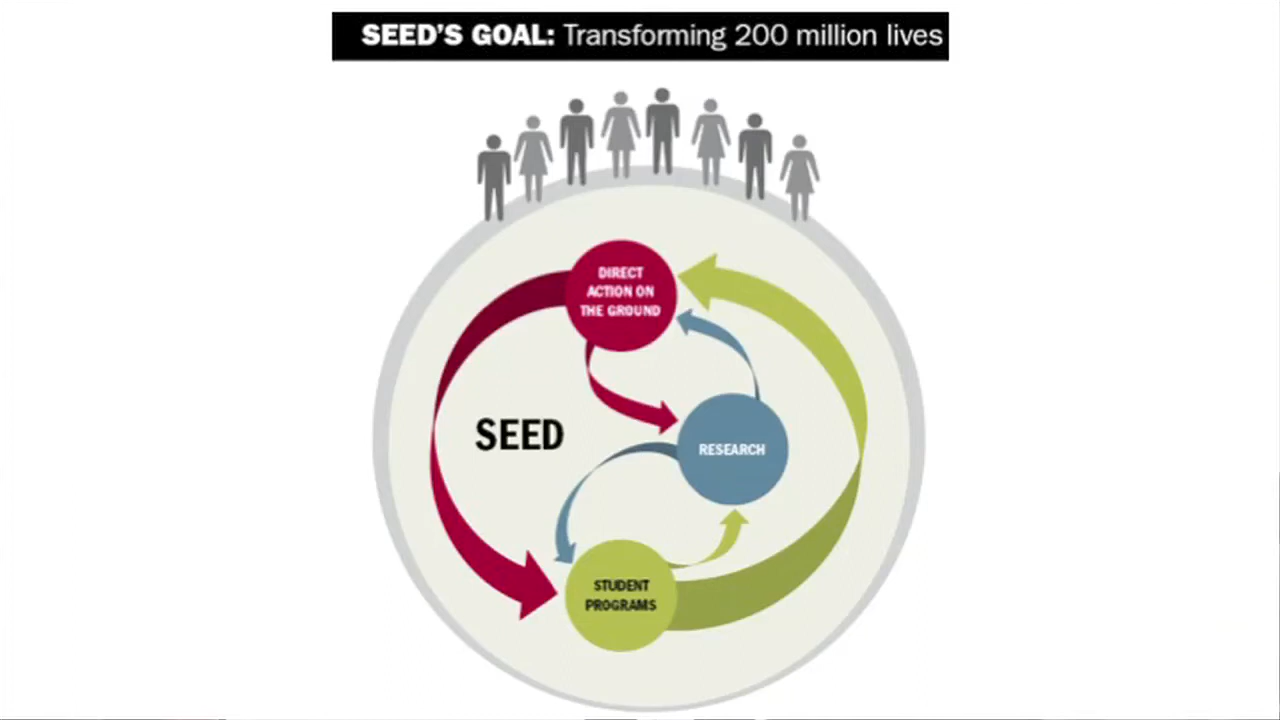 SEED'S GOAL: Transforming 200 million lives
DIRECT
ACTION ON
THE GROUND
SEED
RESEARCH
STUDENT
PROGRAMS